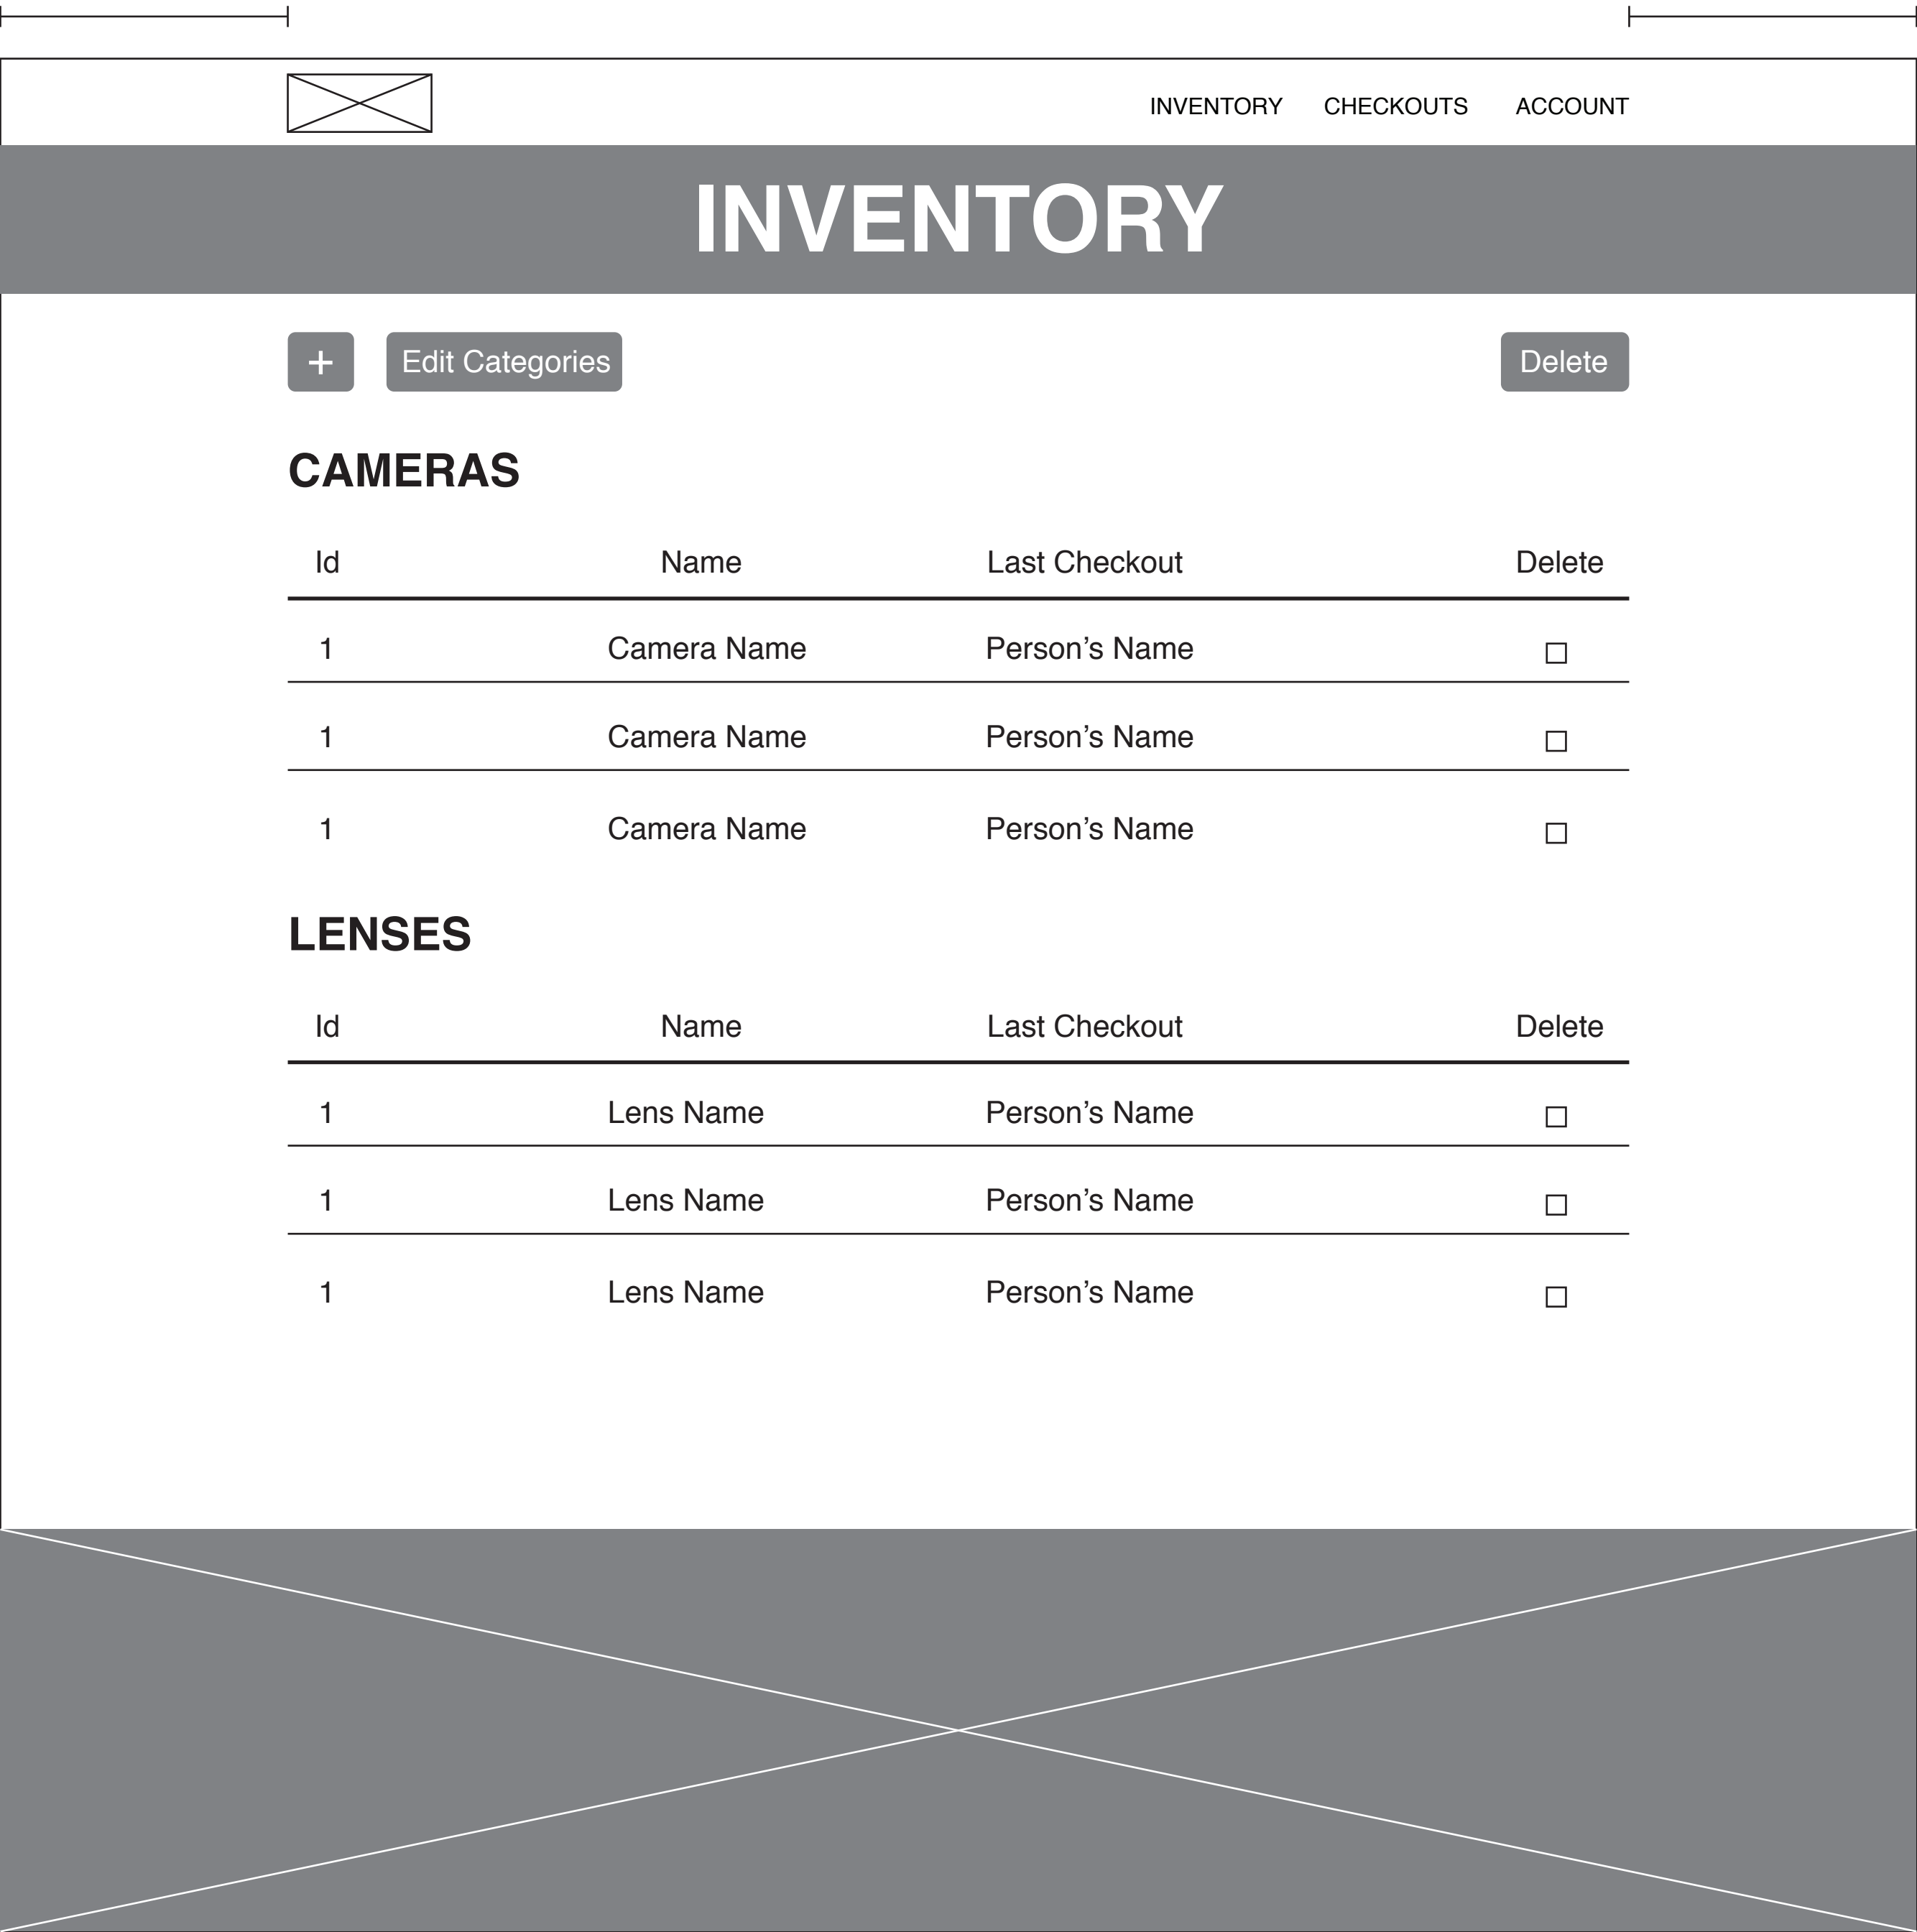 INVENTORY CHECKOUTS ACCOUNT
INVENTORY
+ Edit Categories Delete
CAMERAS
Id Name Last Checkout Delete
1 Camera Name Person’s Name
1 Camera Name Person’s Name
1 Camera Name Person’s Name
LENSES
Id Name Last Checkout Delete
1 Lens Name Person’s Name
1 Lens Name Person’s Name
1 Lens Name Person’s Name